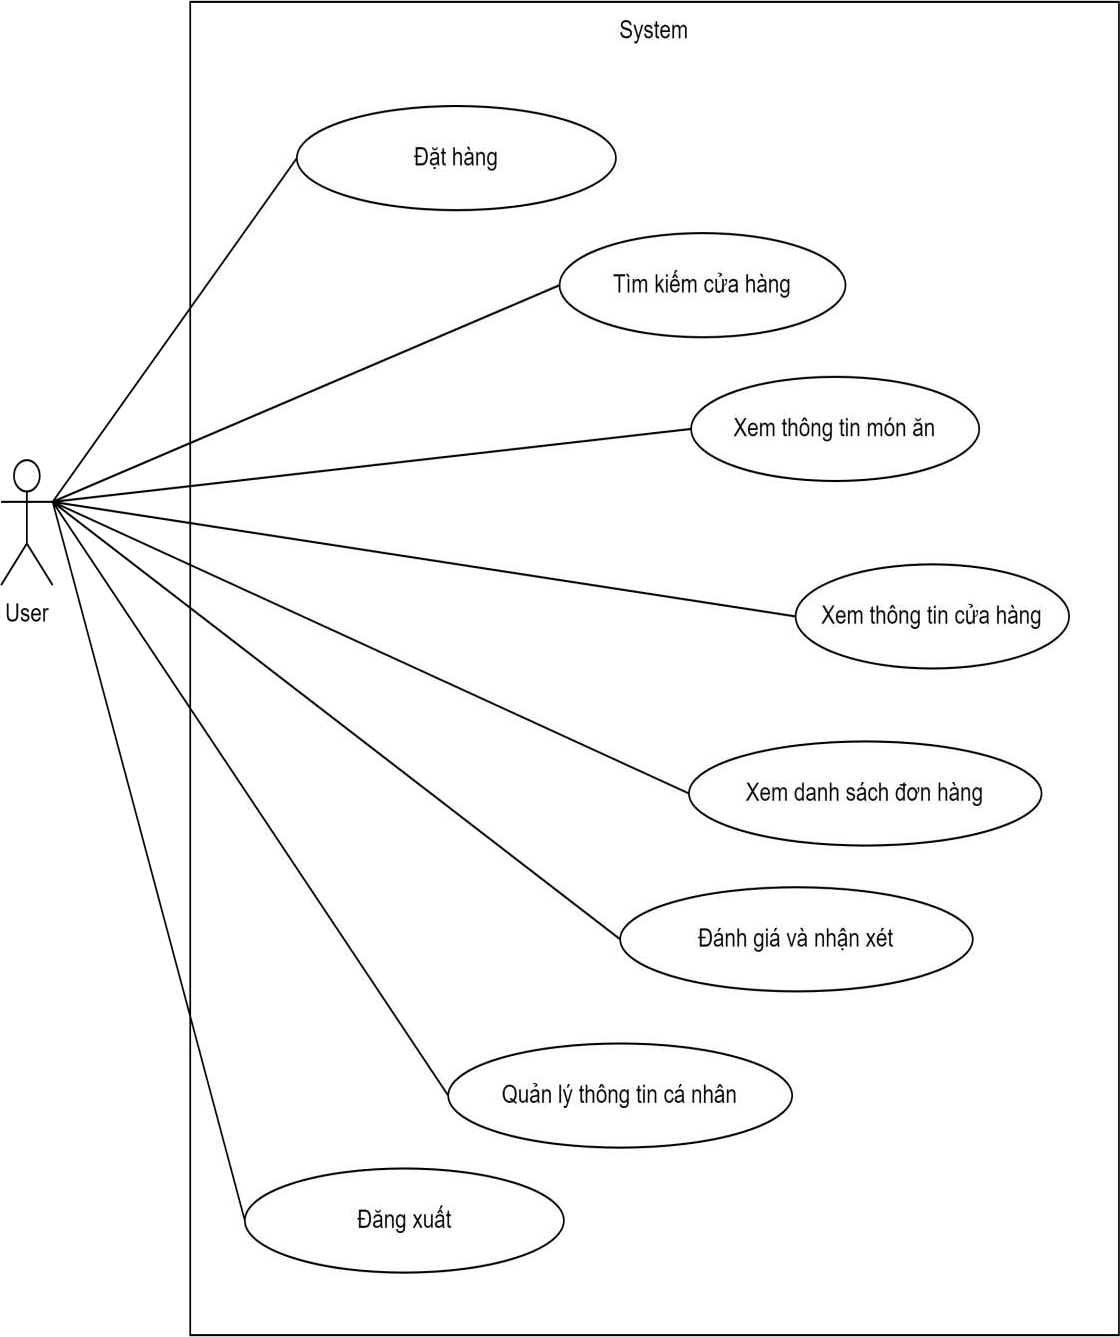 System
Đặt hàng
Tìm kiếm cửa hàng
Xem thông tin món ăn
User
Xem thông tin cửa hàng
Xem danh sách đơn hàng
Đánh giá và nhận xét
Quản lý thông tin cá nhân
Đăng xuất